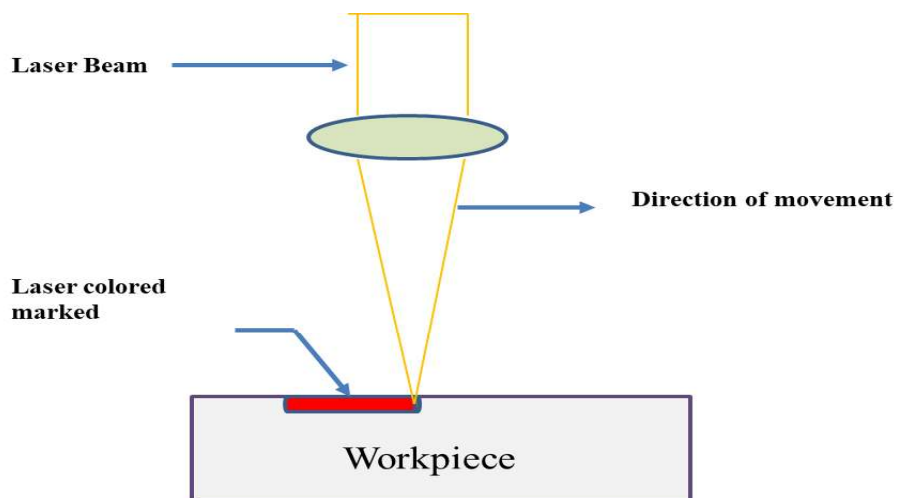 Laser Beam
Direction of movement
Laser colored
marked
Workpiece